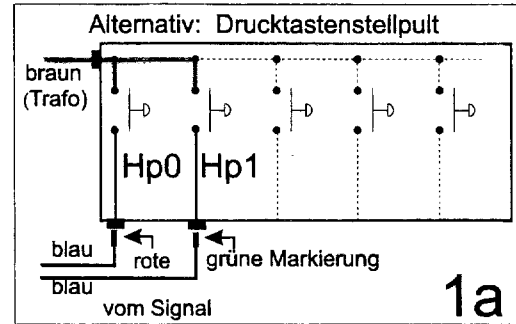 Alternativ: Drucktastenstellpult
braun
(Trafo)
Hp0 Hp1
blau
rote
grüne Markierung
blau
vom Signal
1a